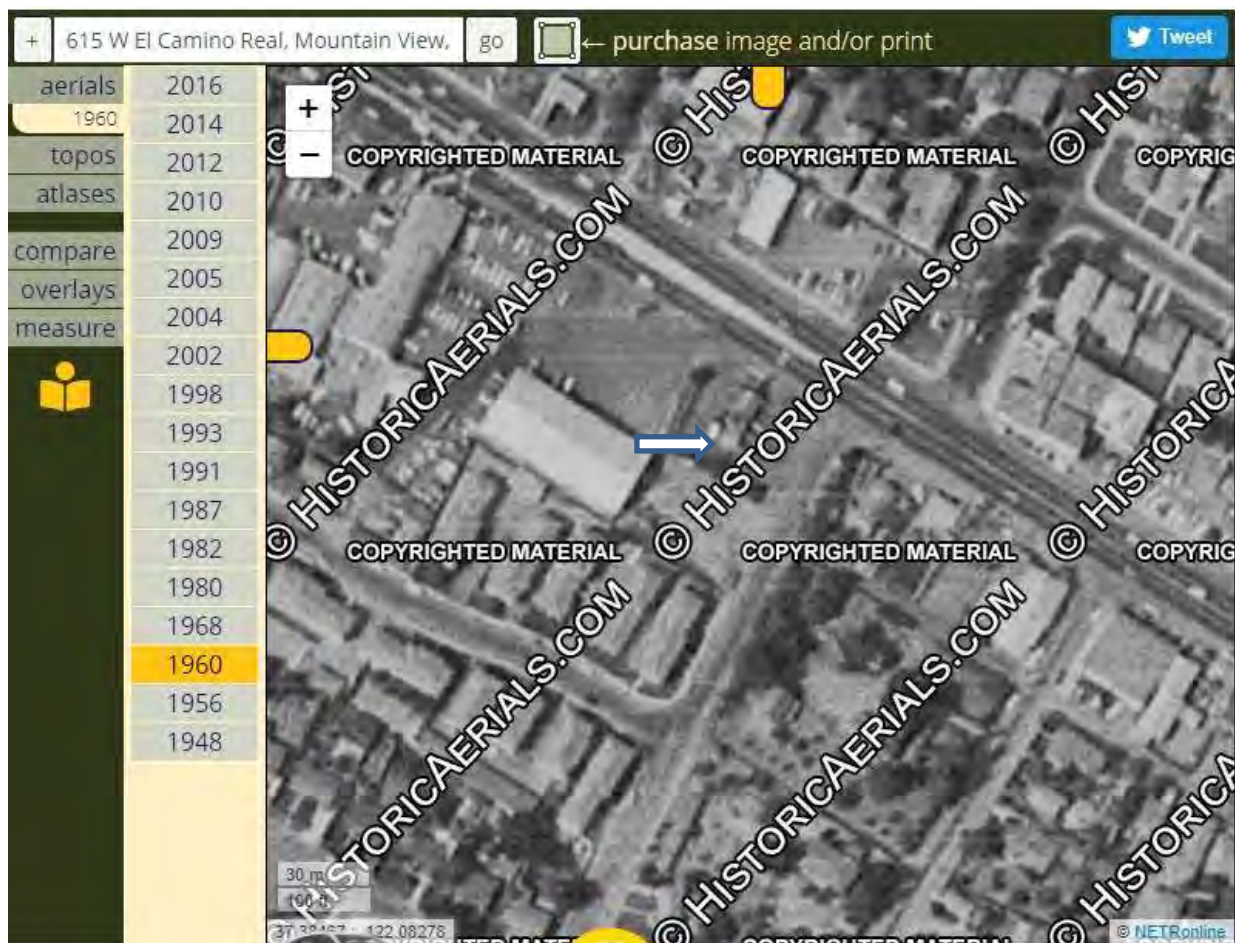 + 615 W El Camino Real, Mountain View, go ← purchase image and/or print Tweet
aerials
1960
topos
atlases
compare
overlays
measure
2016
2014
2012
2010
2009
2005
2004
2002
1998
1993
1991
1987
1982
1980
1968
1960
1956
1948
+
−
COPYRIGHTED MATERIAL COPYRIGHTED MATERIAL COPYRIG
© HISTORICAERIALS.COM
© HISTORICAERIALS.COM
COPYRIGHTED MATERIAL COPYRIGHTED MATERIAL COPYRIG
© HISTORICAERIALS.COM
© HISTORICAERIALS.COM
30 m
100 ft
© NETRonline